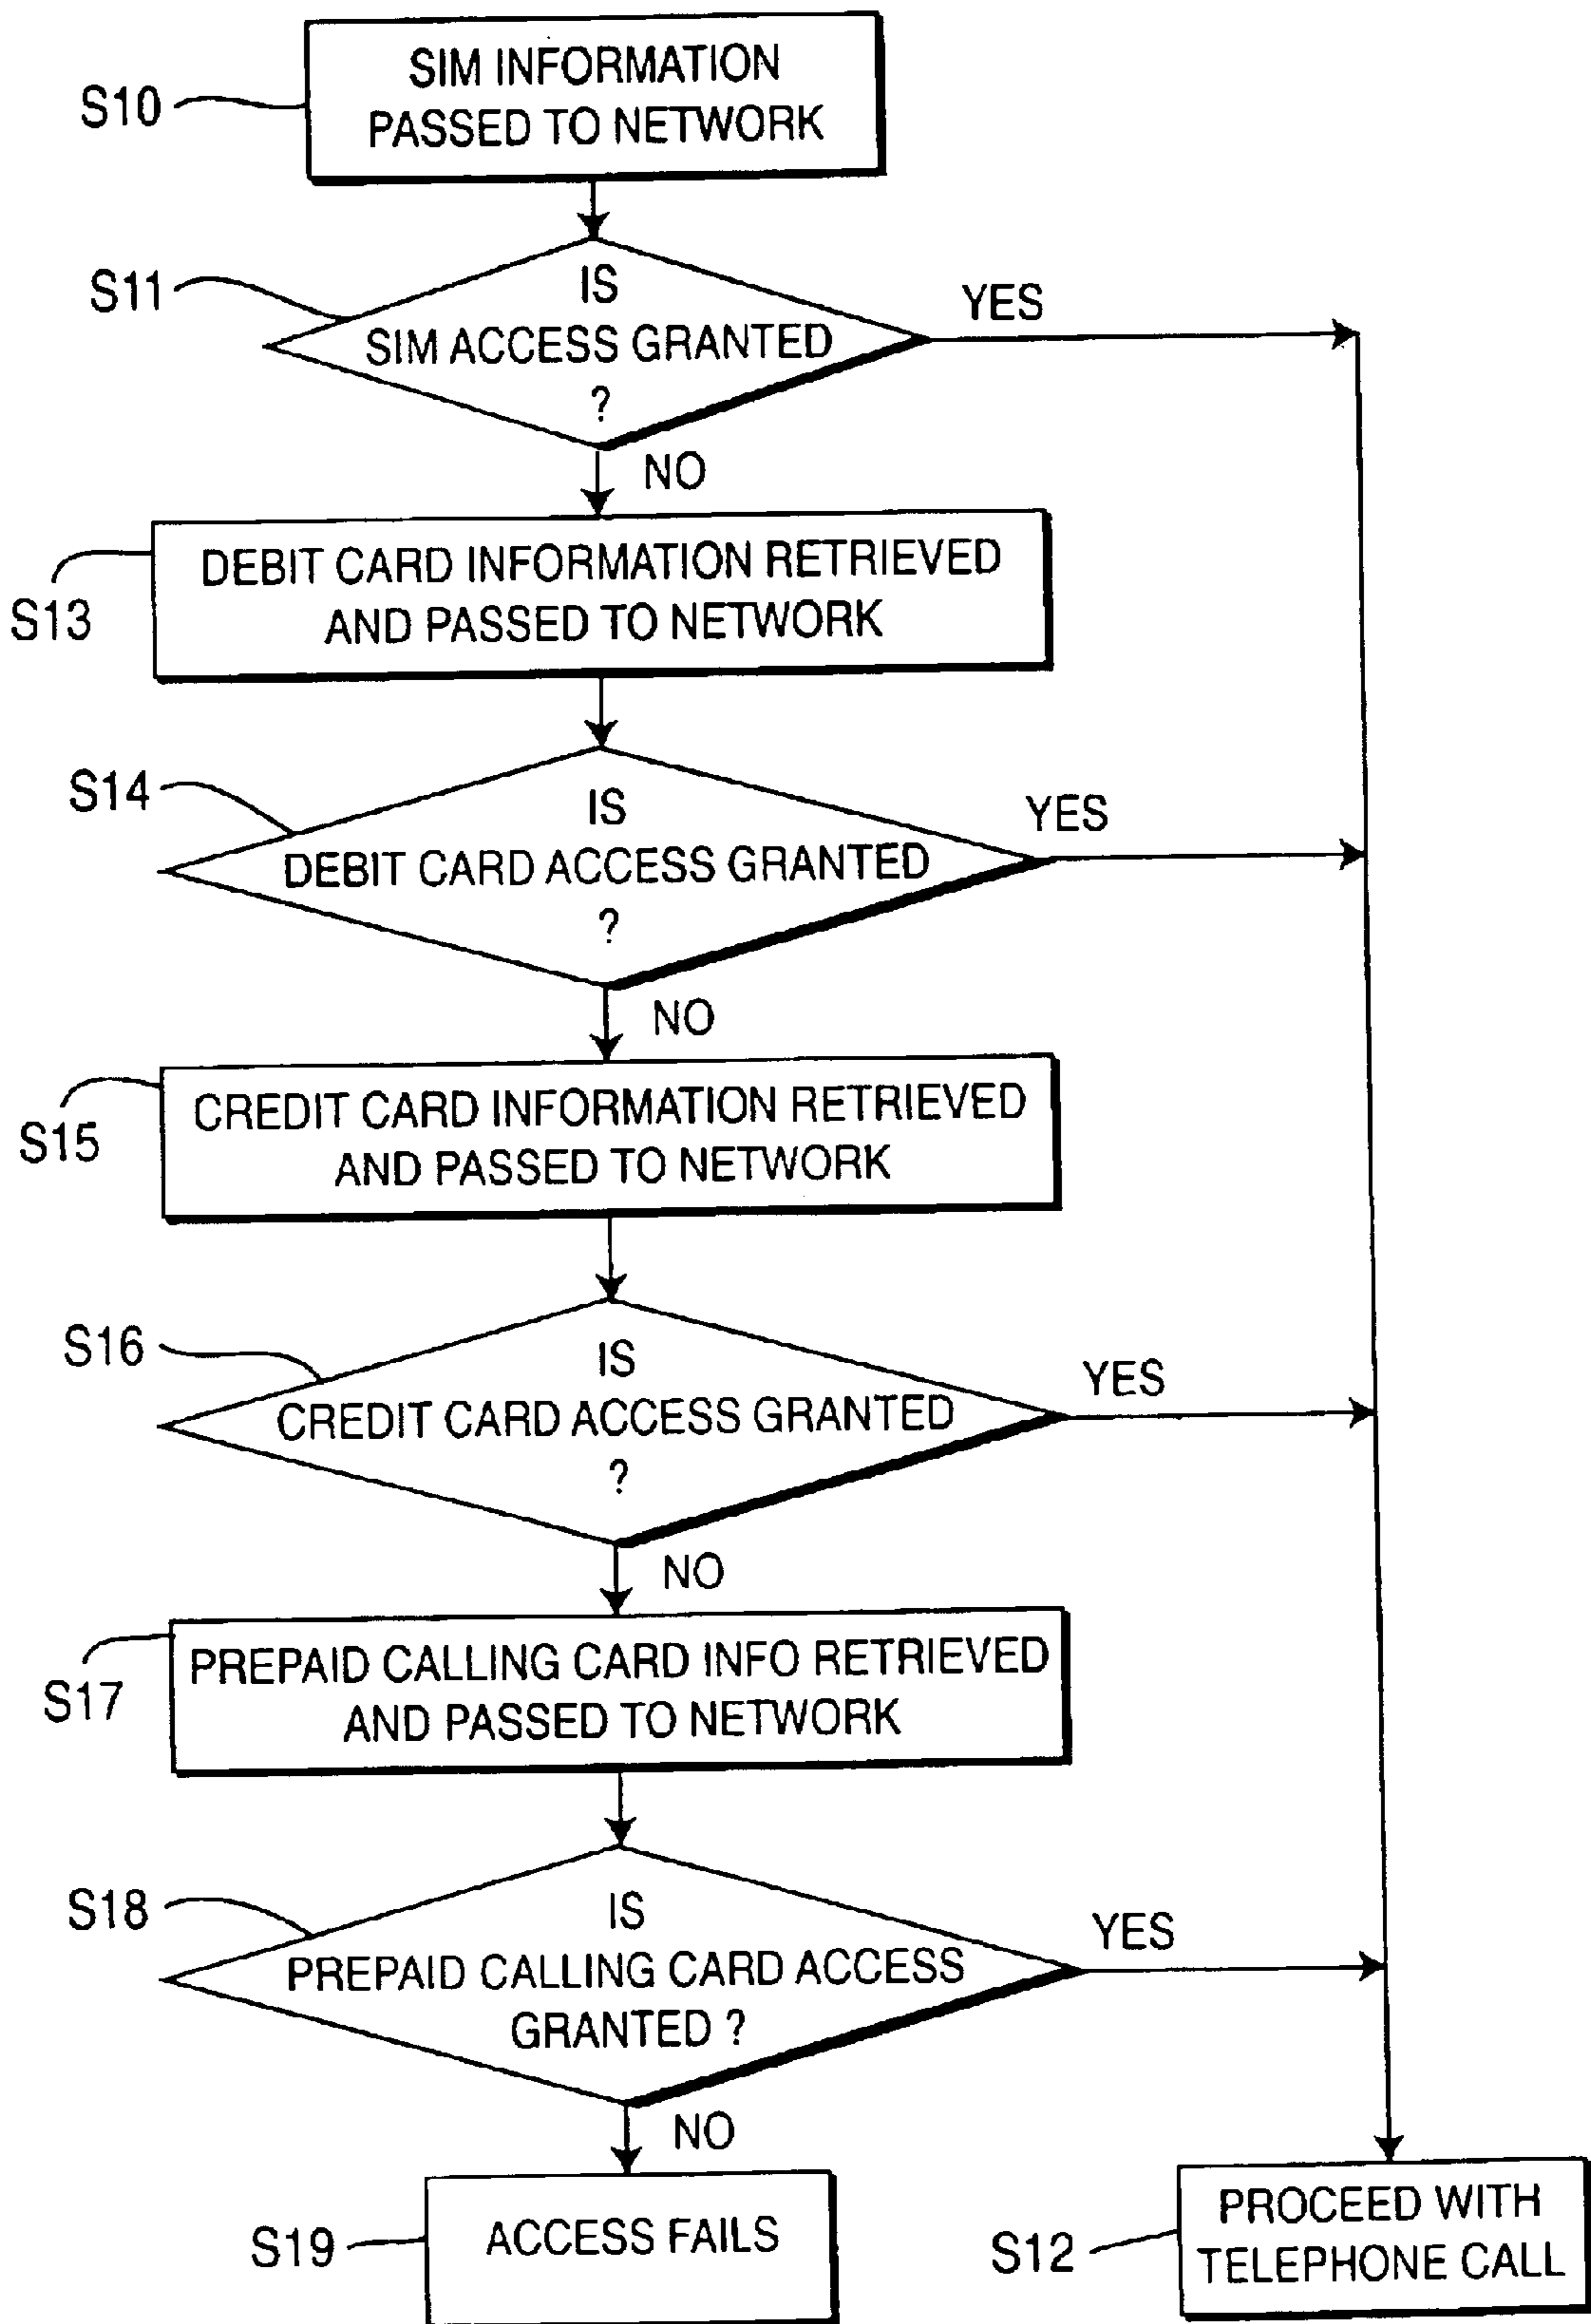 S10
SIM INFORMATION
PASSED TO NETWORK
S11
IS
SIM ACCESS GRANTED
?
YES
NO
S13
DEBIT CARD INFORMATION RETRIEVED
AND PASSED TO NETWORK
S14
IS
DEBIT CARD ACCESS GRANTED
?
YES
NO
S15
CREDIT CARD INFORMATION RETRIEVED
AND PASSED TO NETWORK
S16
IS
CREDIT CARD ACCESS GRANTED
?
YES
NO
S17
PREPAID CALLING CARD INFO RETRIEVED
AND PASSED TO NETWORK
S18
IS
PREPAID CALLING CARD ACCESS
GRANTED ?
YES
NO
S19
ACCESS FAILS
S12
PROCEED WITH
TELEPHONE CALL